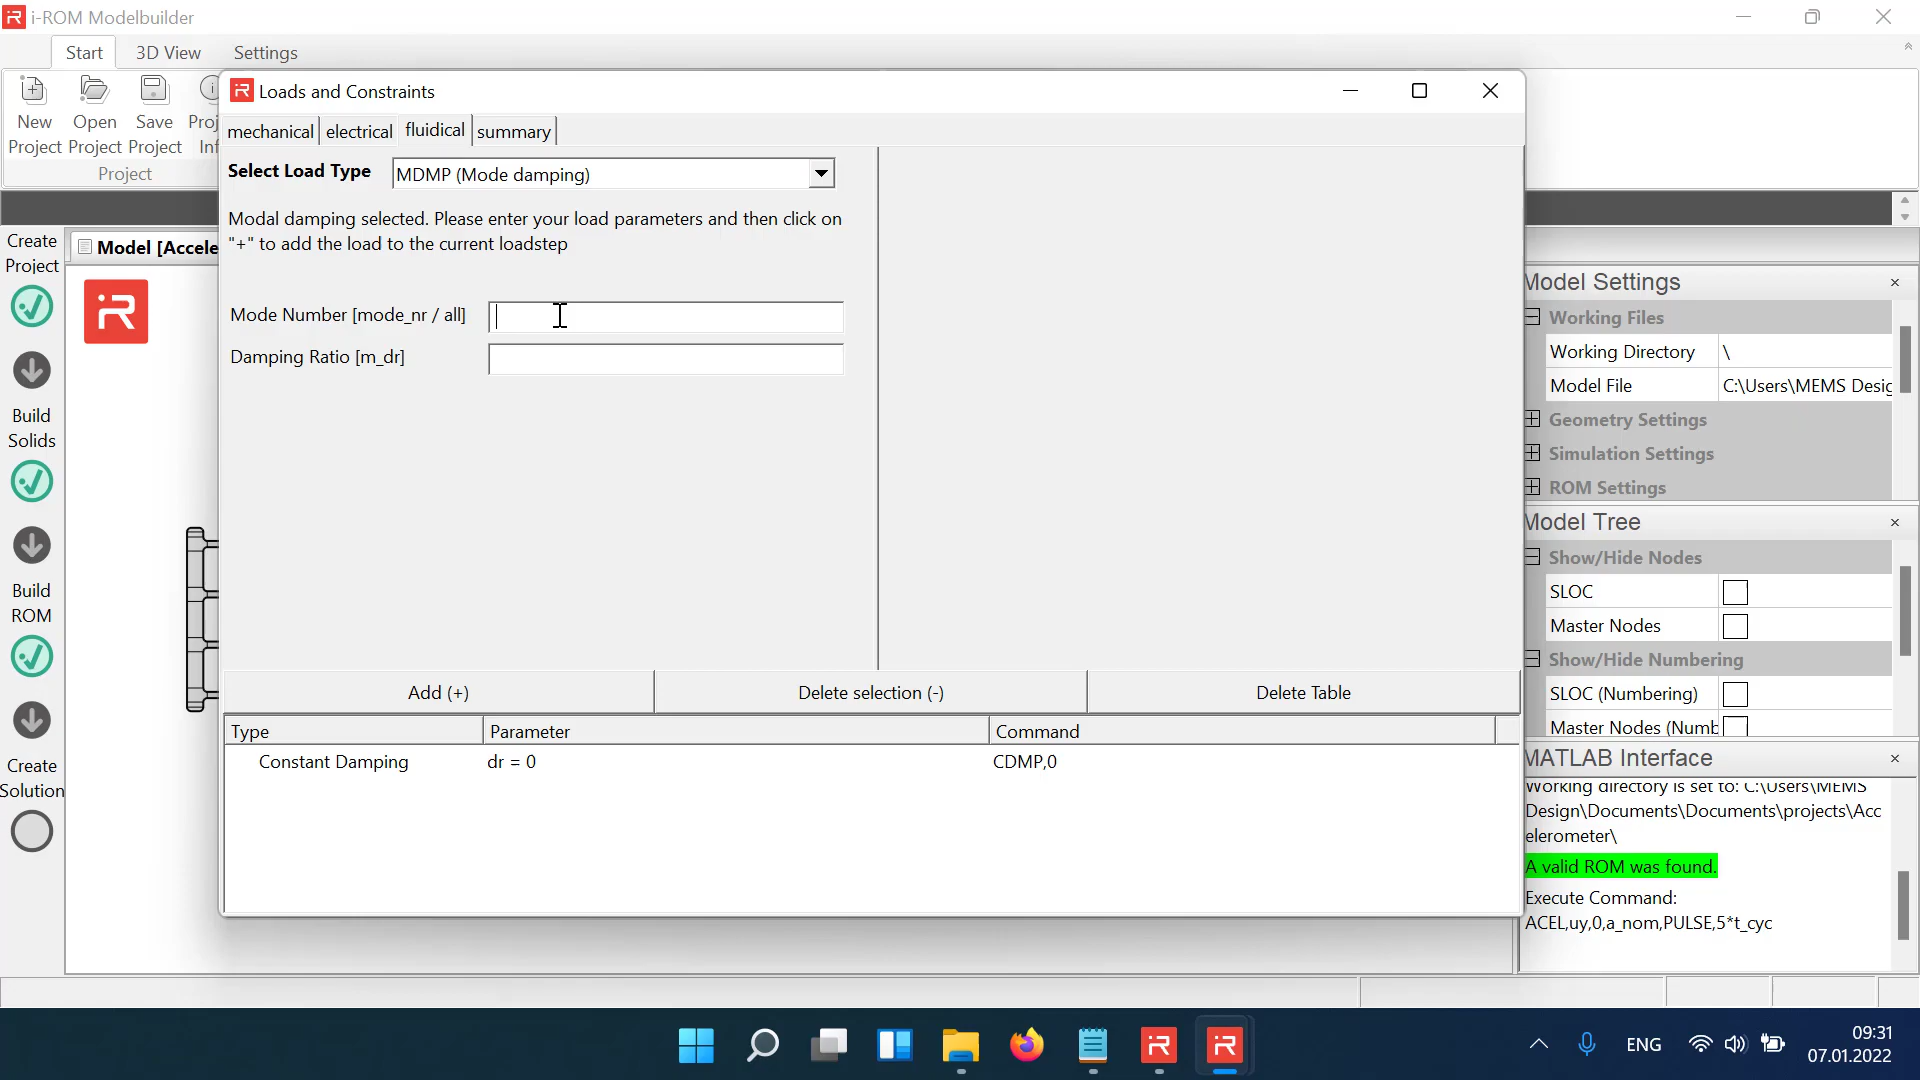 i-ROM Modelbuilder
Start
3D View
Settings
New
Project
Open
Project
Save
Project
Project
Loads and Constraints
mechanical
electrical
fluidical
summary
Select Load Type
MDMP (Mode damping)
Modal damping selected. Please enter your load parameters and then click on
"+" to add the load to the current loadstep
Mode Number [mode_nr / all]
Damping Ratio [m_dr]
Add (+)
Delete selection (-)
Delete Table
Type
Parameter
Command
Constant Damping
dr = 0
CDMP,0
Create
Project
Build
Solids
Build
ROM
Create
Solution
Model [Accele
Model Settings
Working Files
Working Directory
\
Model File
C:\Users\MEMS Desig
Geometry Settings
Simulation Settings
ROM Settings
Model Tree
Show/Hide Nodes
SLOC
Master Nodes
Show/Hide Numbering
SLOC (Numbering)
Master Nodes (Numb
MATLAB Interface
Working directory is set to: C:\Users\MEMS
Design\Documents\Documents\projects\Acc
elerometer\
A valid ROM was found.
Execute Command:
ACEL,uy,0,a_nom,PULSE,5*t_cyc
ENG
09:31
07.01.2022